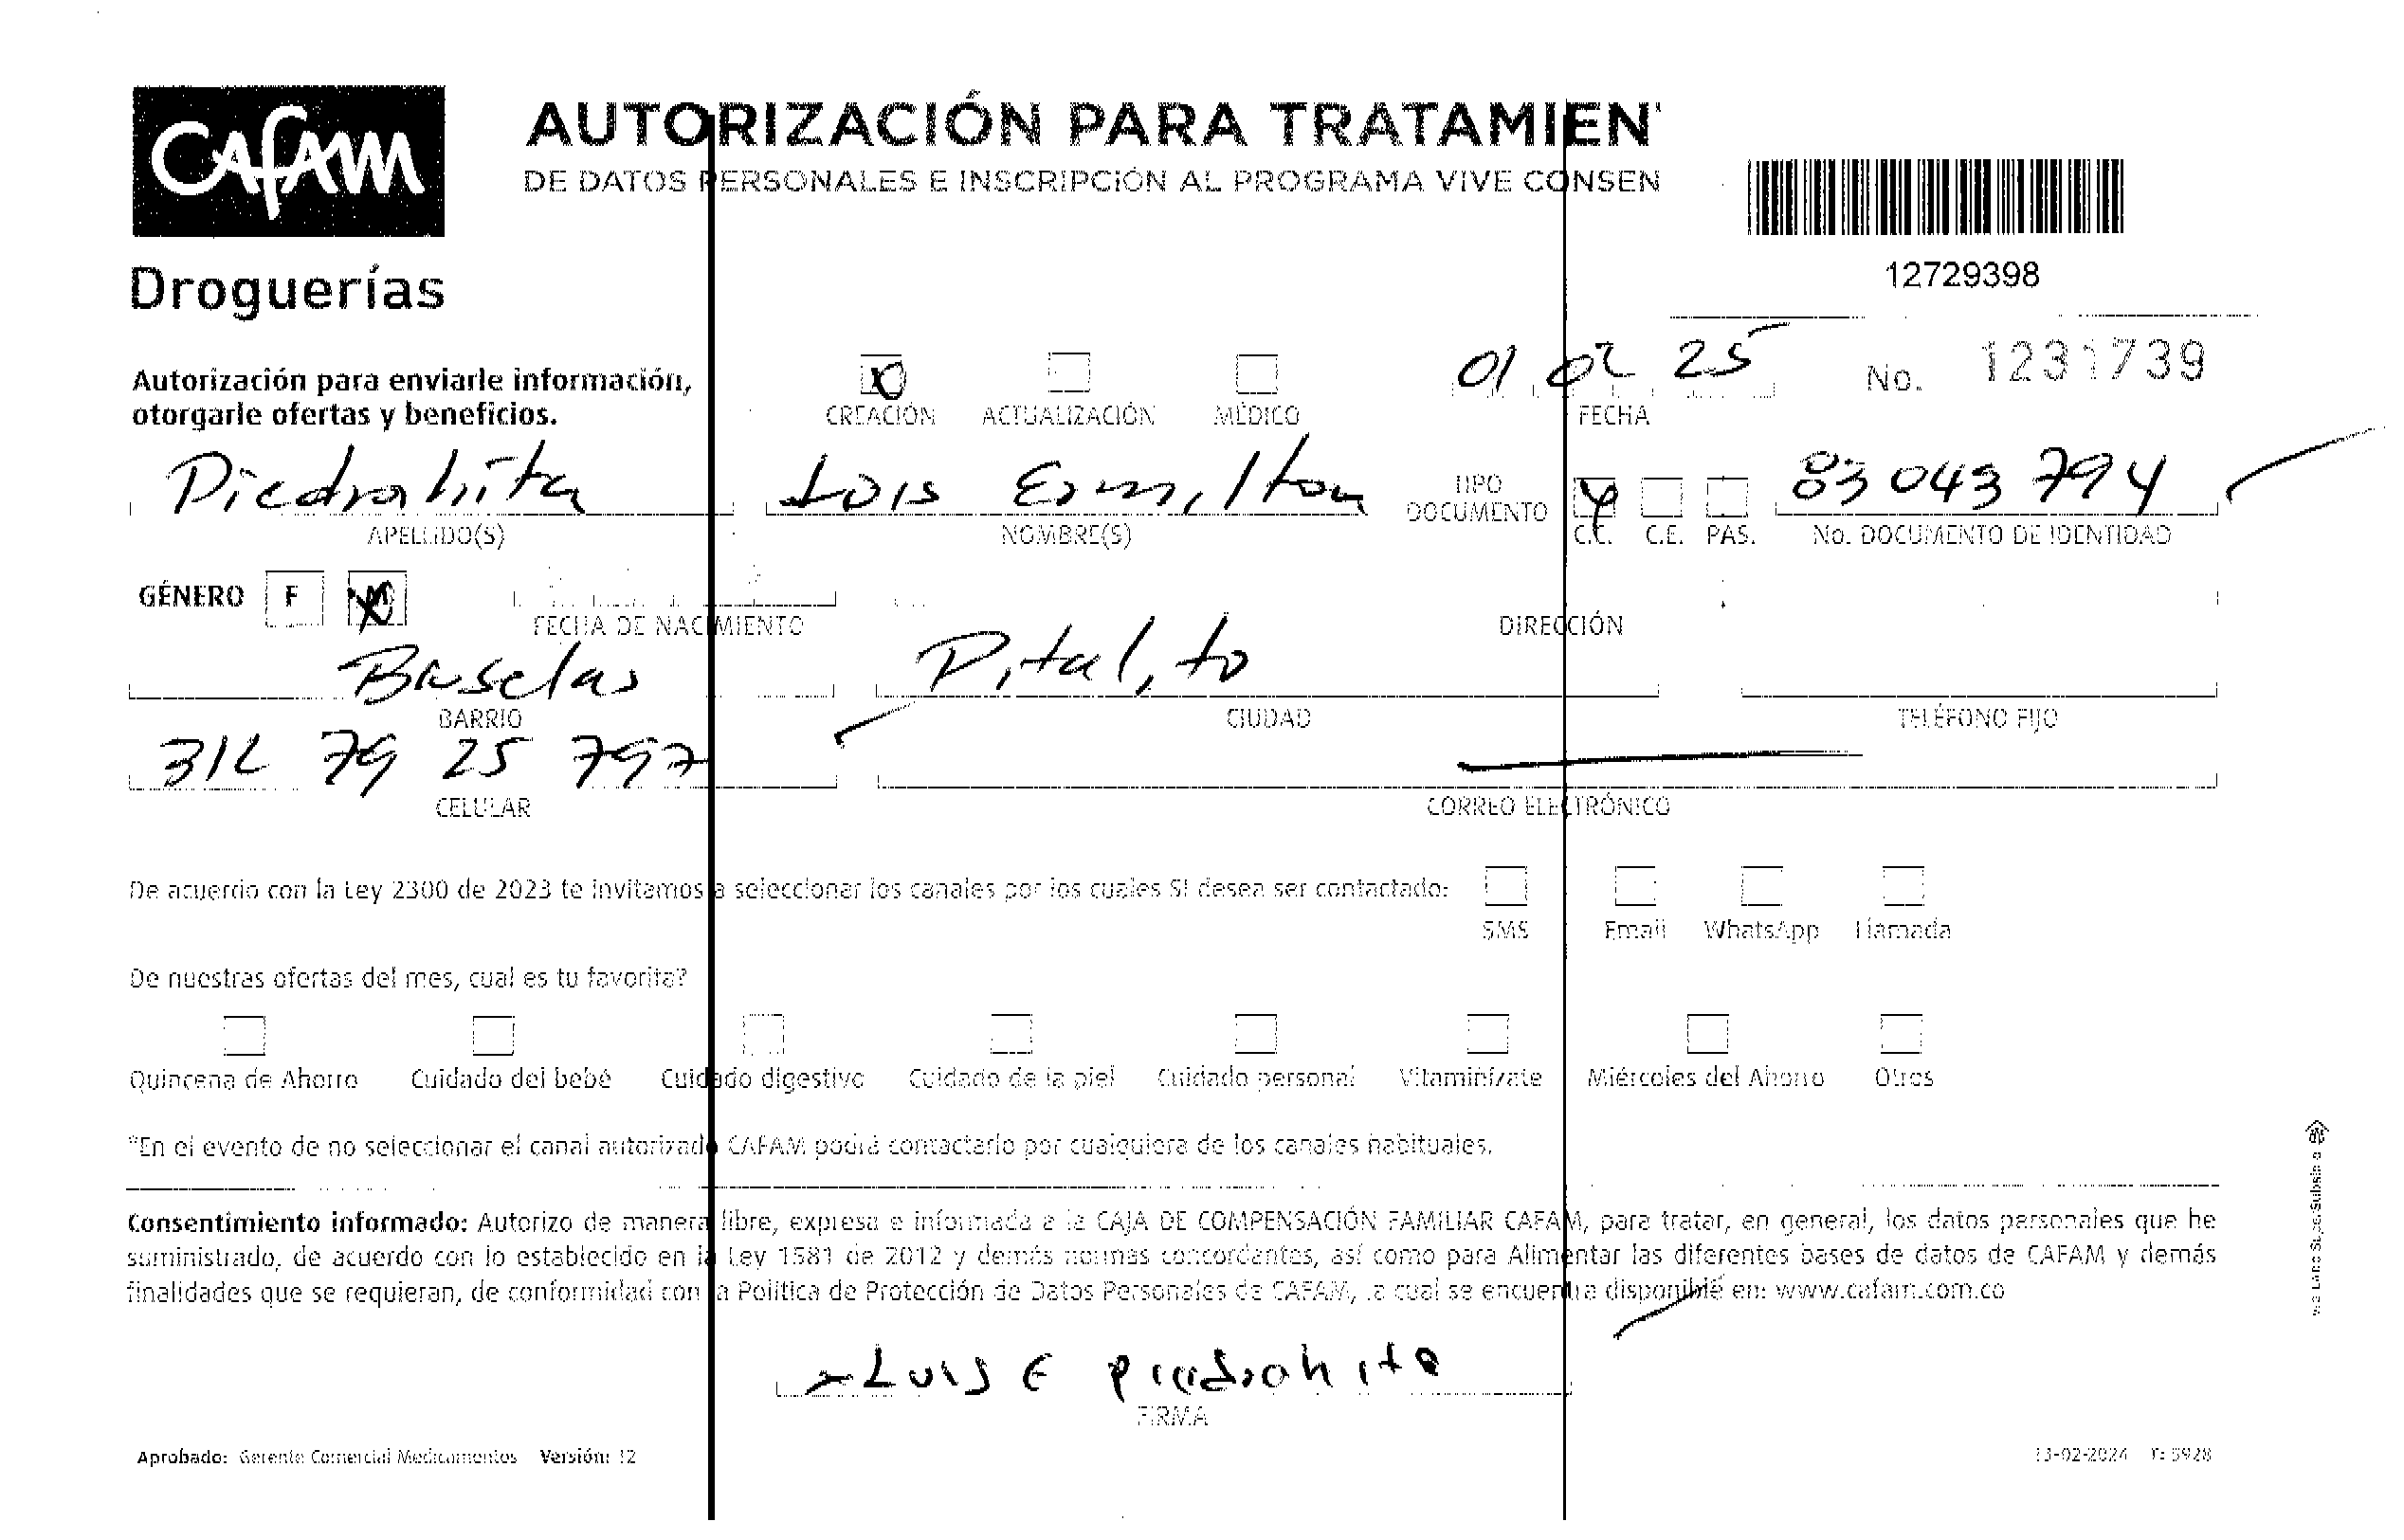 CAFAM
Droguerías
AUTORIZACIÓN PARA TRATAMIEN
DE DATOS PERSONALES E INSCRIPCIÓN AL PROGRAMA VIVE CONSEN
12729398
Autorización para enviarle información,
otorgarle ofertas y beneficios.
CREACIÓN ACTUALIZACIÓN MÉDICO
01 02 25
FECHA
No. 1231739
Piedrahita
APELLIDO(S)
Luis Ermilton
NOMBRE(S)
TIPO
DOCUMENTO
C.C. C.E. PAS.
83 043 794
No. DOCUMENTO DE IDENTIDAD
GÉNERO F M
FECHA DE NACIMIENTO
DIRECCIÓN
Bruselas
BARRIO
Pitalito
CIUDAD
TELÉFONO FIJO
312 79 25 797
CELULAR
CORREO ELECTRÓNICO
De acuerdo con la Ley 2300 de 2023 te invitamos a seleccionar los canales por los cuales SI desea ser contactado:
SMS Email WhatsApp Llamada
De nuestras ofertas del mes, cual es tu favorita?
Quincena de Ahorro Cuidado del bebé Cuidado digestivo Cuidado de la piel Cuidado personal Vitaminízate Miércoles del Ahorro Otros
*En el evento de no seleccionar el canal autorizado CAFAM podrá contactarlo por cualquiera de los canales habituales.
Consentimiento informado: Autorizo de manera libre, expresa e informada a la CAJA DE COMPENSACIÓN FAMILIAR CAFAM, para tratar, en general, los datos personales que he
suministrado, de acuerdo con lo establecido en la Ley 1581 de 2012 y demás normas concordantes, así como para Alimentar las diferentes bases de datos de CAFAM y demás
finalidades que se requieran, de conformidad con la Política de Protección de Datos Personales de CAFAM, la cual se encuentra disponible en: www.cafam.com.co
Luis E Piedrahita
FIRMA
Aprobado: Gerente Comercial Medicamentos Versión: 12
13-02-2024 F: 5928